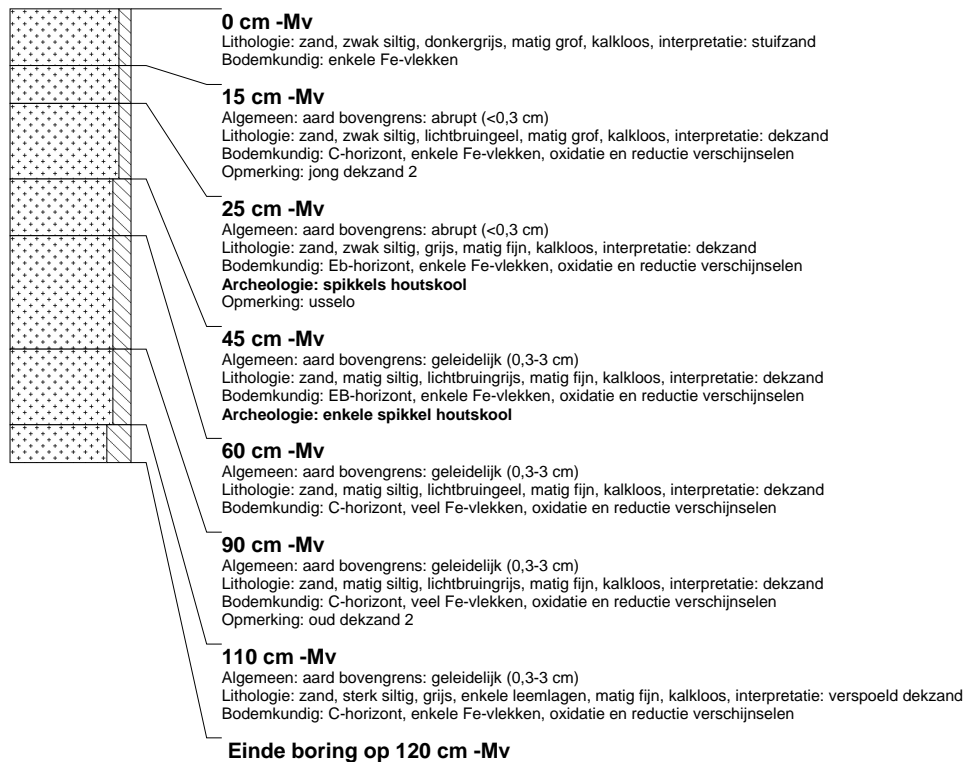 0 cm -Mv
Lithologie: zand, zwak siltig, donkergrijs, matig grof, kalkloos, interpretatie: stuifzand
Bodemkundig: enkele Fe-vlekken
15 cm -Mv
Algemeen: aard bovengrens: abrupt (<0,3 cm)
Lithologie: zand, zwak siltig, lichtbruingeel, matig grof, kalkloos, interpretatie: dekzand
Bodemkundig: C-horizont, enkele Fe-vlekken, oxidatie en reductie verschijnselen
Opmerking: jong dekzand 2
25 cm -Mv
Algemeen: aard bovengrens: abrupt (<0,3 cm)
Lithologie: zand, zwak siltig, grijs, matig fijn, kalkloos, interpretatie: dekzand
Bodemkundig: Eb-horizont, enkele Fe-vlekken, oxidatie en reductie verschijnselen
Archeologie: spikkels houtskool
Opmerking: usselo
45 cm -Mv
Algemeen: aard bovengrens: geleidelijk (0,3-3 cm)
Lithologie: zand, matig siltig, lichtbruingrijs, matig fijn, kalkloos, interpretatie: dekzand
Bodemkundig: EB-horizont, enkele Fe-vlekken, oxidatie en reductie verschijnselen
Archeologie: enkele spikkel houtskool
60 cm -Mv
Algemeen: aard bovengrens: geleidelijk (0,3-3 cm)
Lithologie: zand, matig siltig, lichtbruingeel, matig fijn, kalkloos, interpretatie: dekzand
Bodemkundig: C-horizont, veel Fe-vlekken, oxidatie en reductie verschijnselen
90 cm -Mv
Algemeen: aard bovengrens: geleidelijk (0,3-3 cm)
Lithologie: zand, matig siltig, lichtbruingrijs, matig fijn, kalkloos, interpretatie: dekzand
Bodemkundig: C-horizont, veel Fe-vlekken, oxidatie en reductie verschijnselen
Opmerking: oud dekzand 2
110 cm -Mv
Algemeen: aard bovengrens: geleidelijk (0,3-3 cm)
Lithologie: zand, sterk siltig, grijs, enkele leemlagen, matig fijn, kalkloos, interpretatie: verspoeld dekzand
Bodemkundig: C-horizont, enkele Fe-vlekken, oxidatie en reductie verschijnselen
Einde boring op 120 cm -Mv